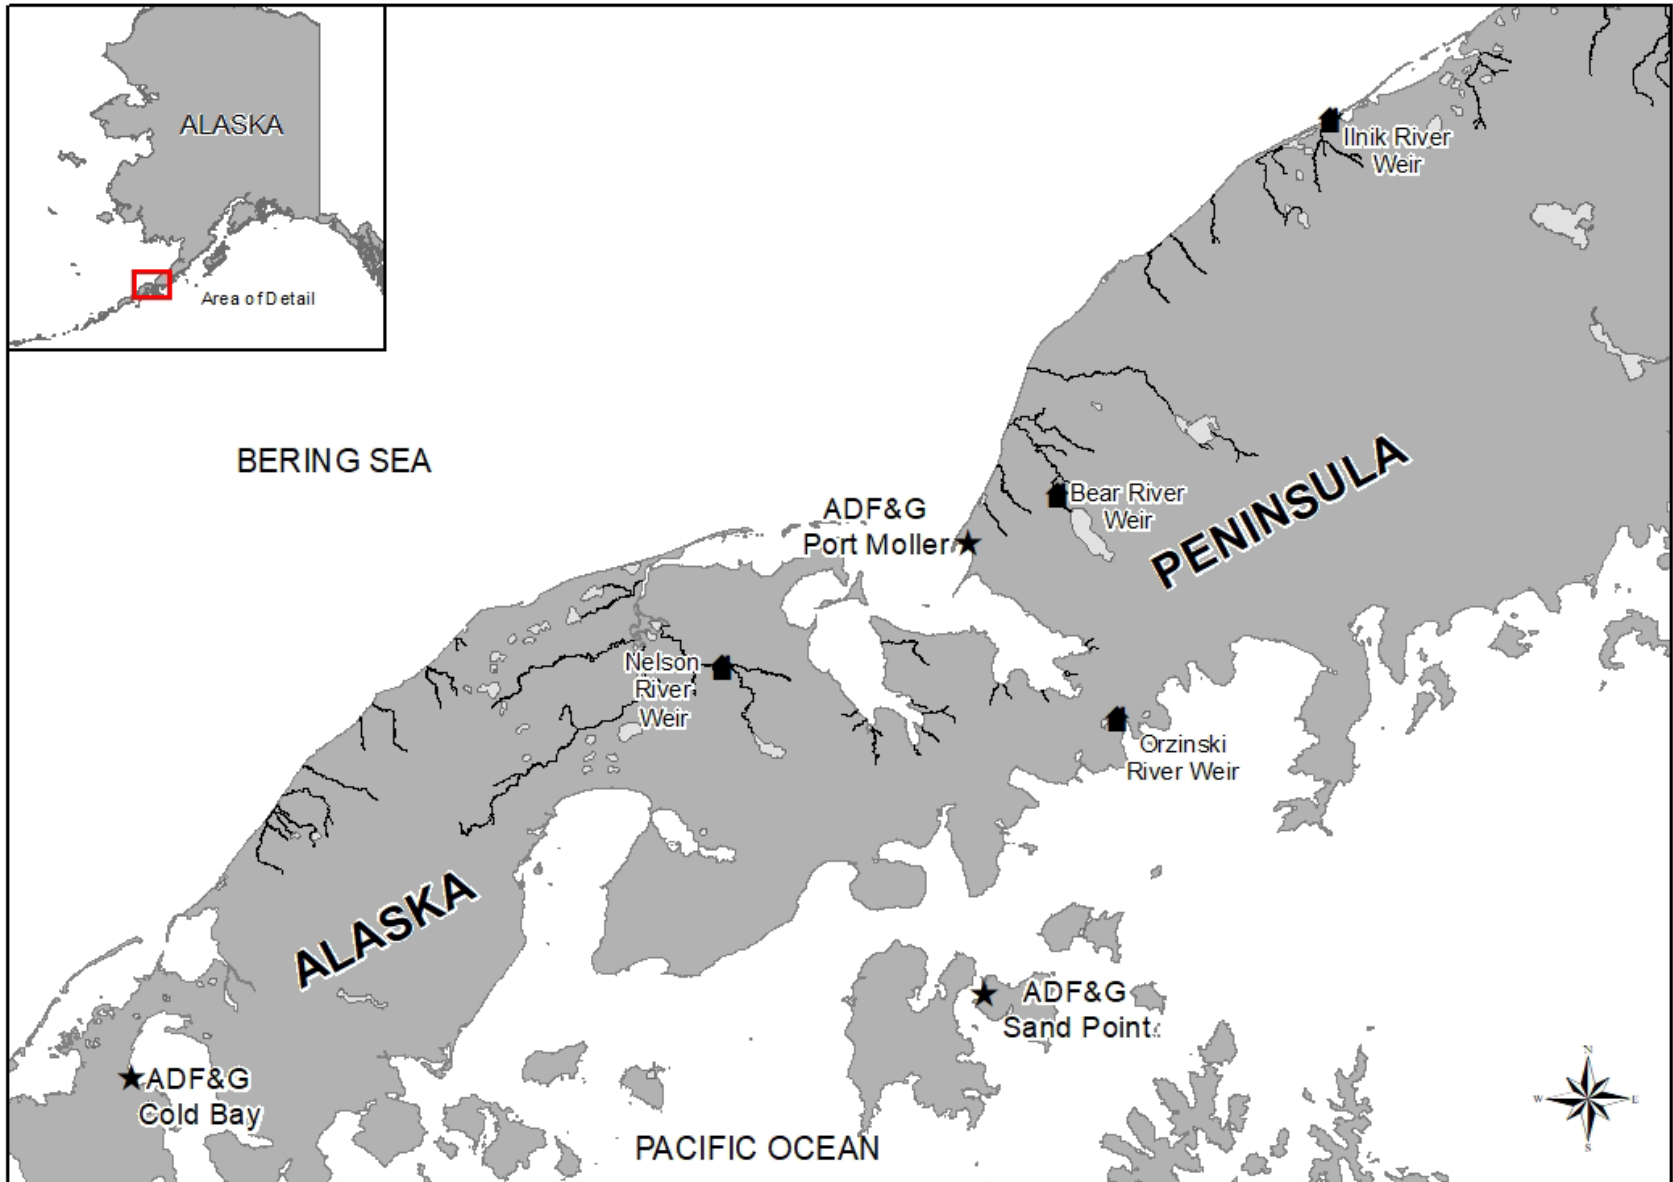 ALASKA
Area of Detail
Ilnik River
Weir
BERING SEA
PENINSULA
Bear River
Weir
ADF&G
Port Moller
Nelson
River
Weir
Orzinski
River Weir
ALASKA
ADF&G
Sand Point
ADF&G
Cold Bay
PACIFIC OCEAN
N
W E
S